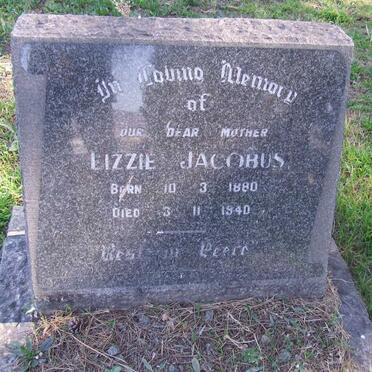 In Loving Memory
of
OUR DEAR MOTHER
LIZZIE JACOBUS
BORN 10 3 1880
DIED 3 11 1940
"Rest in Peace"